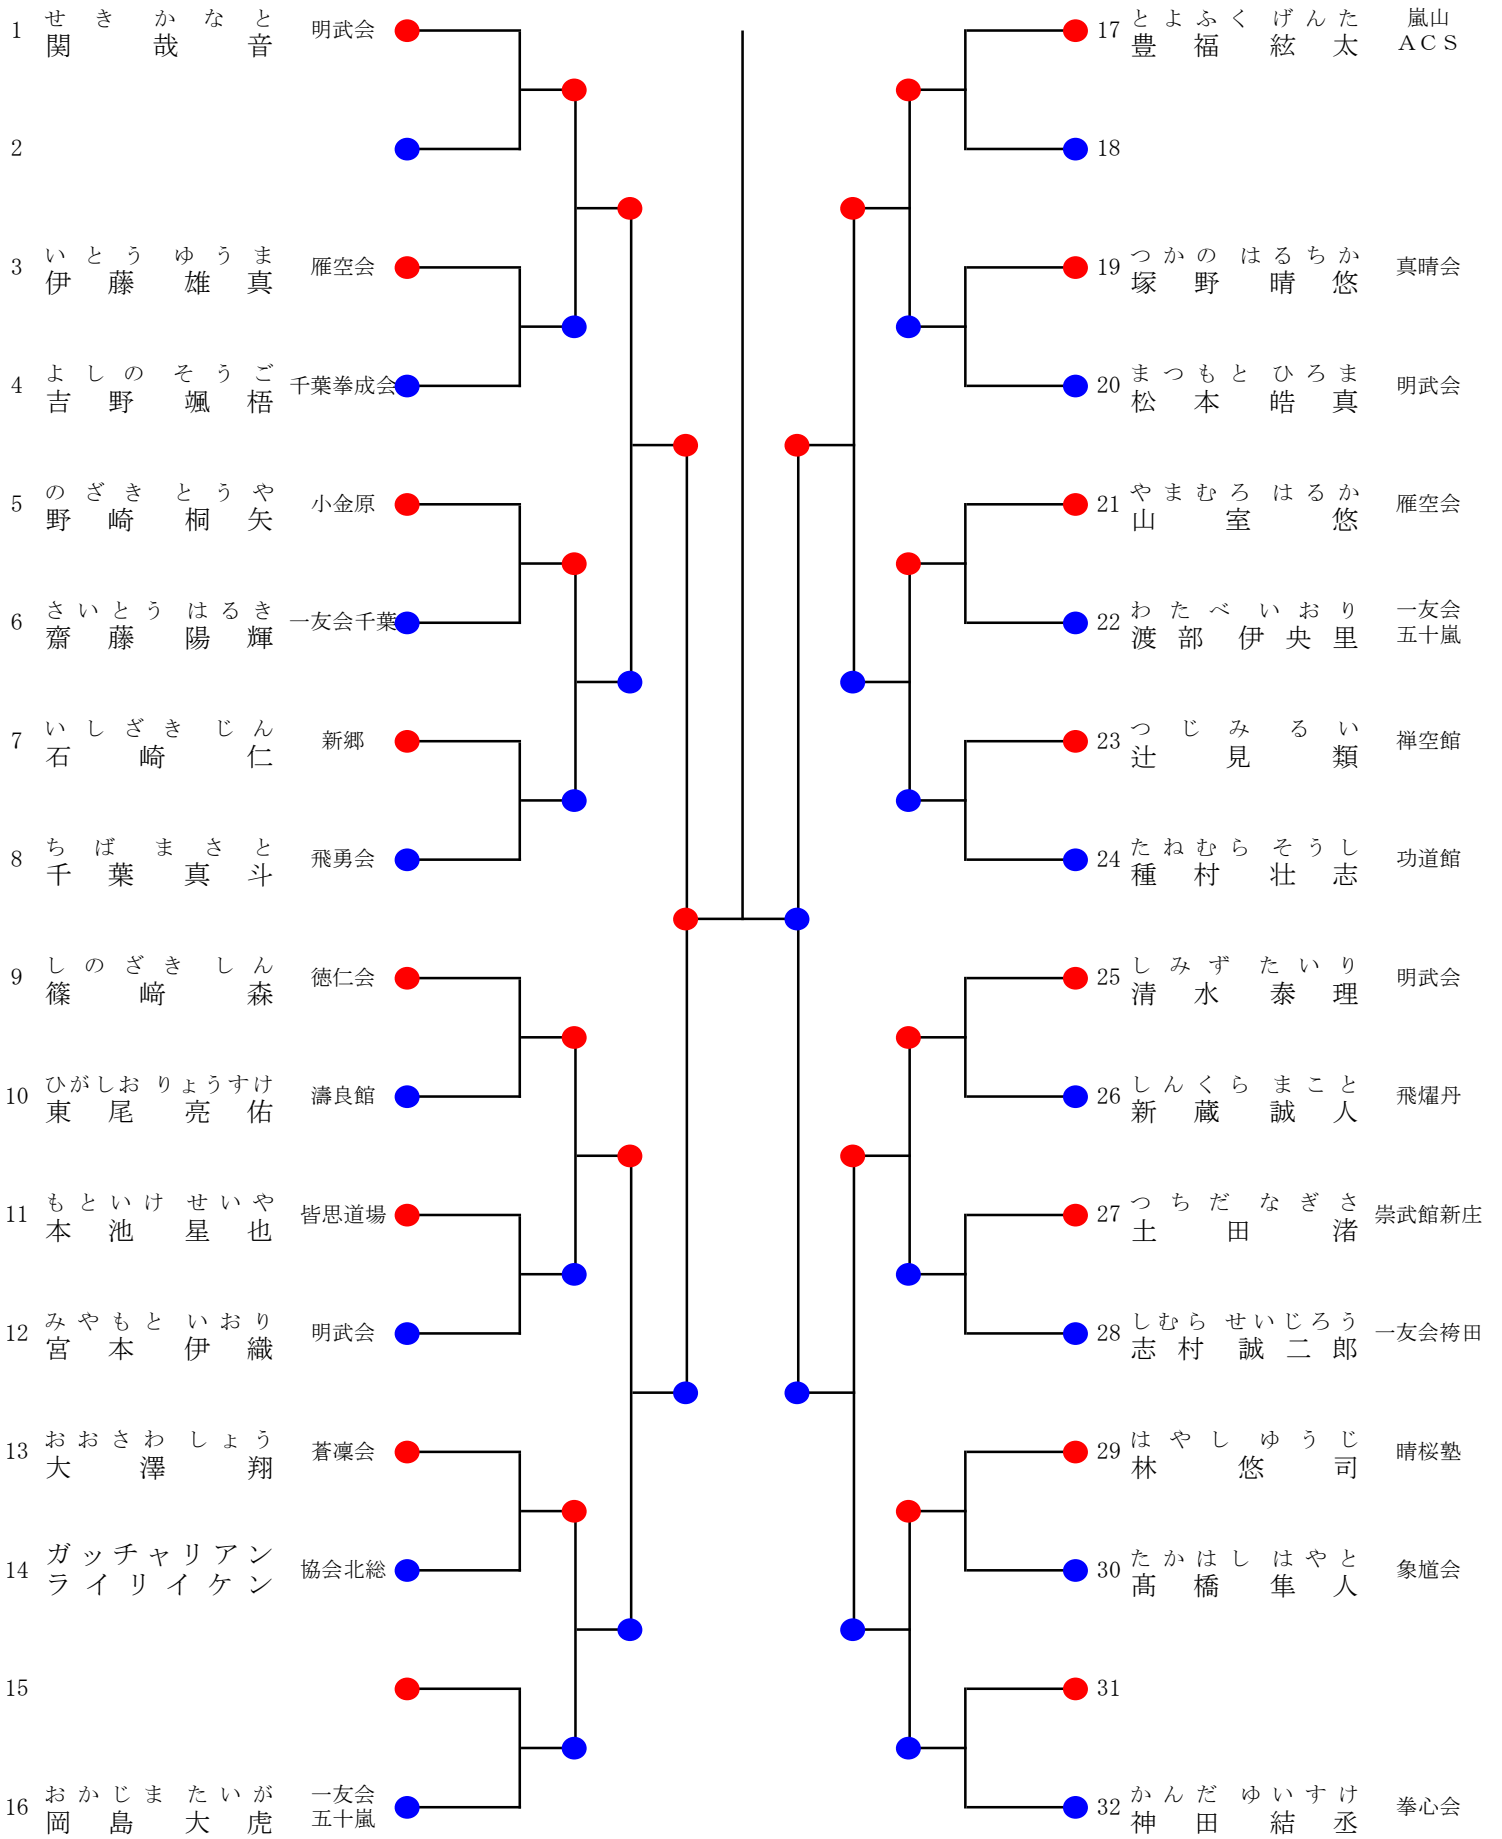 せきかなと
1 関哉音 明武会
2
いとうゆうま
3 伊藤雄真 雁空会
よしのそうご
4 吉野颯梧 千葉拳成会
のざきとうや
5 野崎桐矢 小金原
さいとうはるき
6 齋藤陽輝 一友会千葉
いしざきじん
7 石崎仁 新郷
ちばまさと
8 千葉真斗 飛勇会
しのざきしん
9 篠﨑森 徳仁会
ひがしおりょうすけ
10 東尾亮佑 濤良館
もといけせいや
11 本池星也 皆思道場
みやもといおり
12 宮本伊織 明武会
おおさわしょう
13 大澤翔 蒼凜会
ガッチャリアン
14 ライリイケン 協会北総
15
おかじまたいが 一友会
16 岡島大虎 五十嵐
とよふくげんた 嵐山
17 豊福絃太 ACS
18
つかのはるちか
19 塚野晴悠 真晴会
まつもとひろま
20 松本皓真 明武会
やまむろはるか
21 山室悠 雁空会
わたべいおり 一友会
22 渡部伊央里 五十嵐
つじみるい
23 辻見類 禅空館
たねむらそうし
24 種村壮志 功道館
しみずたいり
25 清水泰理 明武会
しんくらまこと
26 新蔵誠人 飛燿丹
つちだなぎさ
27 土田渚 崇武館新庄
しむらせいじろう
28 志村誠二郎 一友会袴田
はやしゆうじ
29 林悠司 晴桜塾
たかはしはやと
30 髙橋隼人 象尳会
31
かんだゆいすけ
32 神田結丞 拳心会